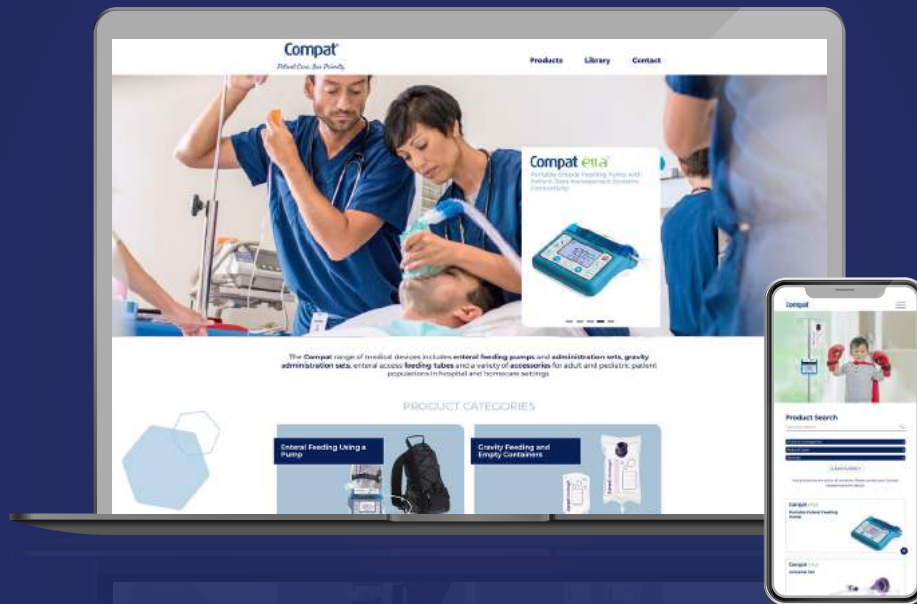 Compat®
Patient Care. Our Priority.
Products
Library
Contact
Compat ella®
Portable Enteral Feeding Pump with
Patient Data Management Systems
Connectivity
The Compat range of medical devices includes enteral feeding pumps and administration sets, gravity
administration sets, enteral access feeding tubes and a variety of accessories for adult and pediatric patient
populations in hospital and homecare settings
PRODUCT CATEGORIES
Enteral Feeding Using a
Pump
Gravity Feeding and
Empty Containers
Compat
Product Search
Compat ella
Portable Enteral Feeding
Pump
Compat ella